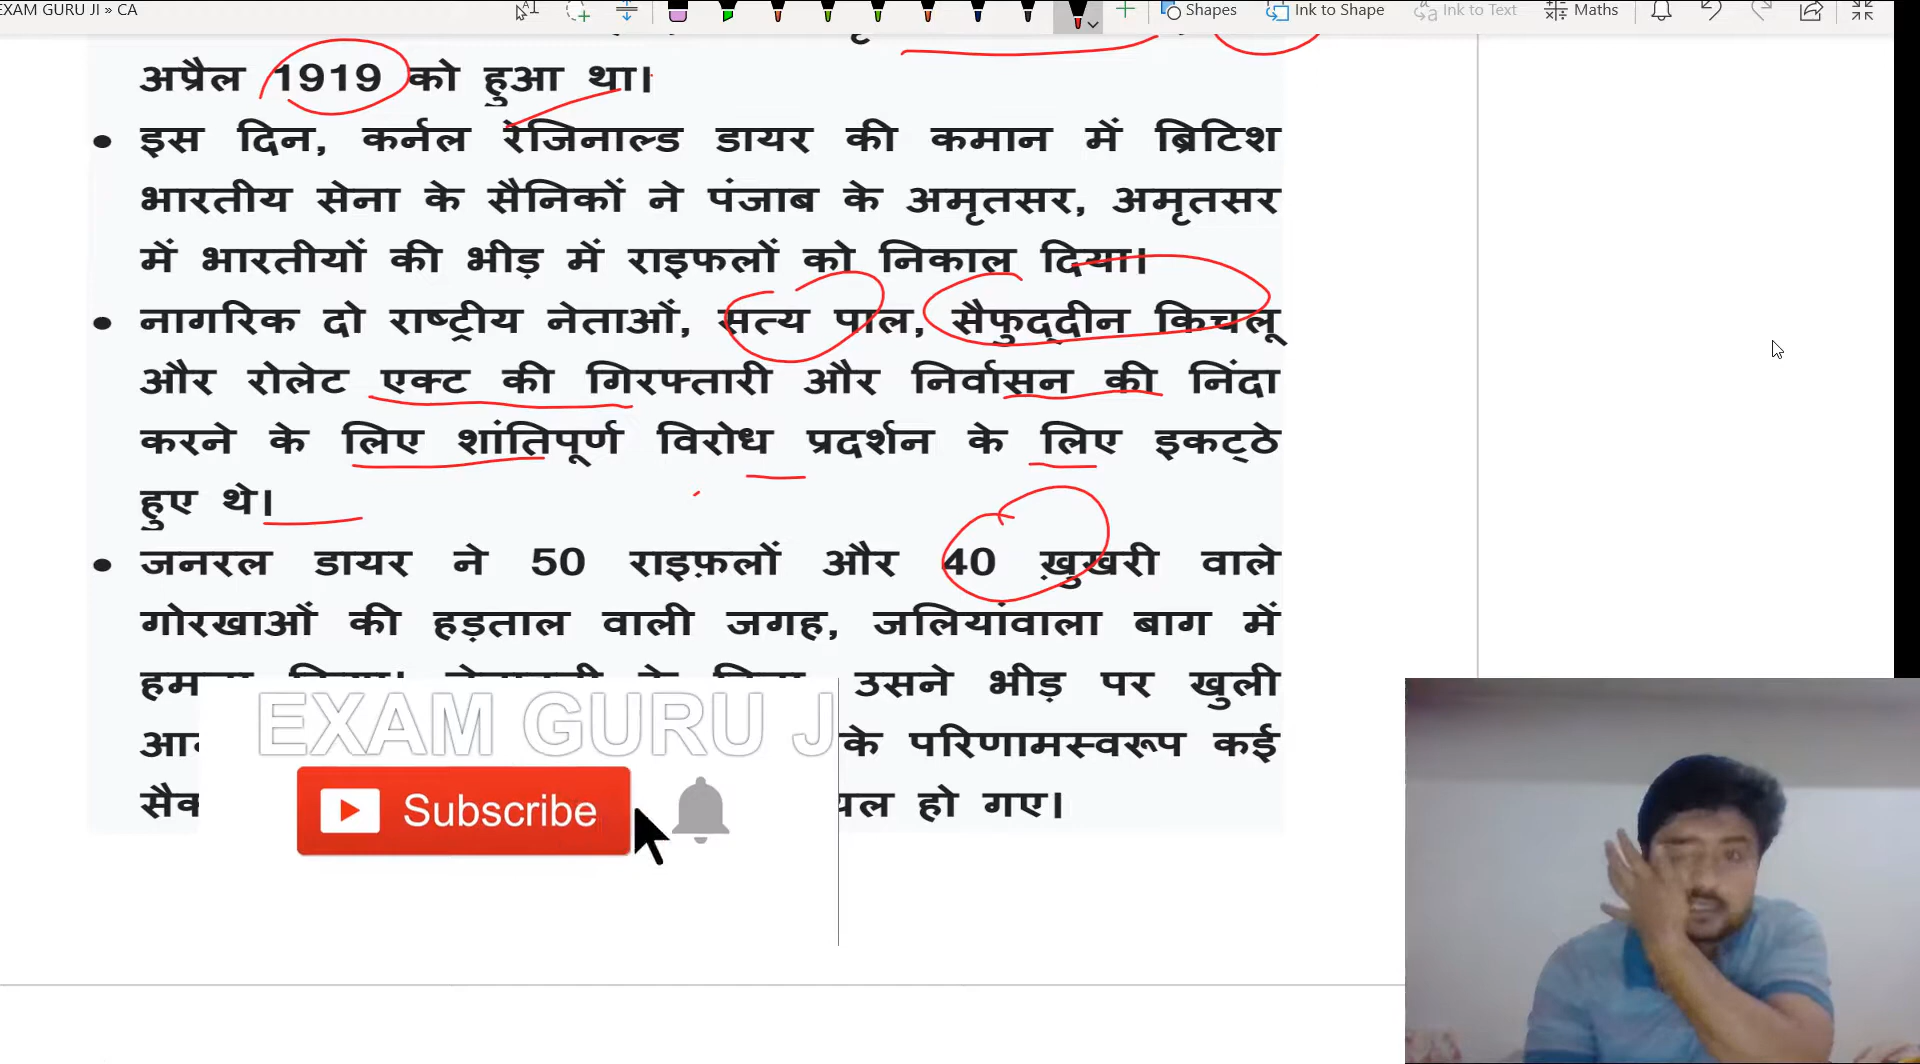 EXAM GURU JI » CA
Shapes
Ink to Shape
Ink to Text
Maths
अप्रैल 1919 को हुआ था।
इस दिन, कर्नल रेजिनाल्ड डायर की कमान में ब्रिटिश
भारतीय सेना के सैनिकों ने पंजाब के अमृतसर, अमृतसर
में भारतीयों की भीड़ में राइफलों को निकाल दिया।
नागरिक दो राष्ट्रीय नेताओं, सत्य पाल, सैफुद्दीन किचलू
और रोलेट एक्ट की गिरफ्तारी और निर्वासन की निंदा
करने के लिए शांतिपूर्ण विरोध प्रदर्शन के लिए इकट्ठे
हुए थे।
जनरल डायर ने 50 राइफ़लों और 40 ख़ुखरी वाले
गोरखाओं की हड़ताल वाली जगह, जलियांवाला बाग में
उसने भीड़ पर खुली
के परिणामस्वरूप कई
हो गए।
EXAM GURU J
Subscribe